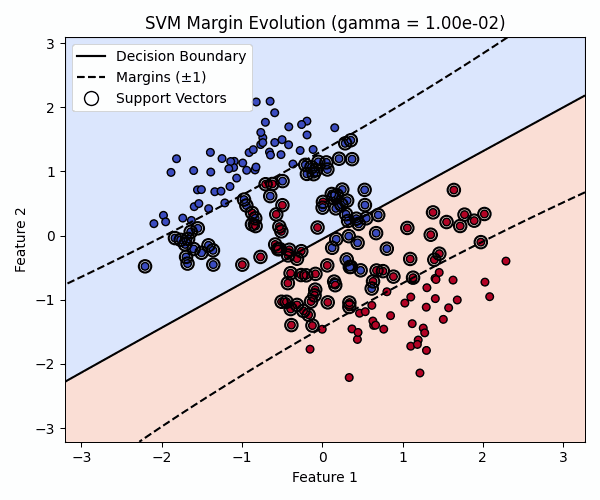 SVM Margin Evolution (gamma = 1.00e-02)
Decision Boundary
Margins (±1)
Support Vectors
3
2
1
0
−1
−2
−3
Feature 2
−3 −2 −1 0 1 2 3
Feature 1